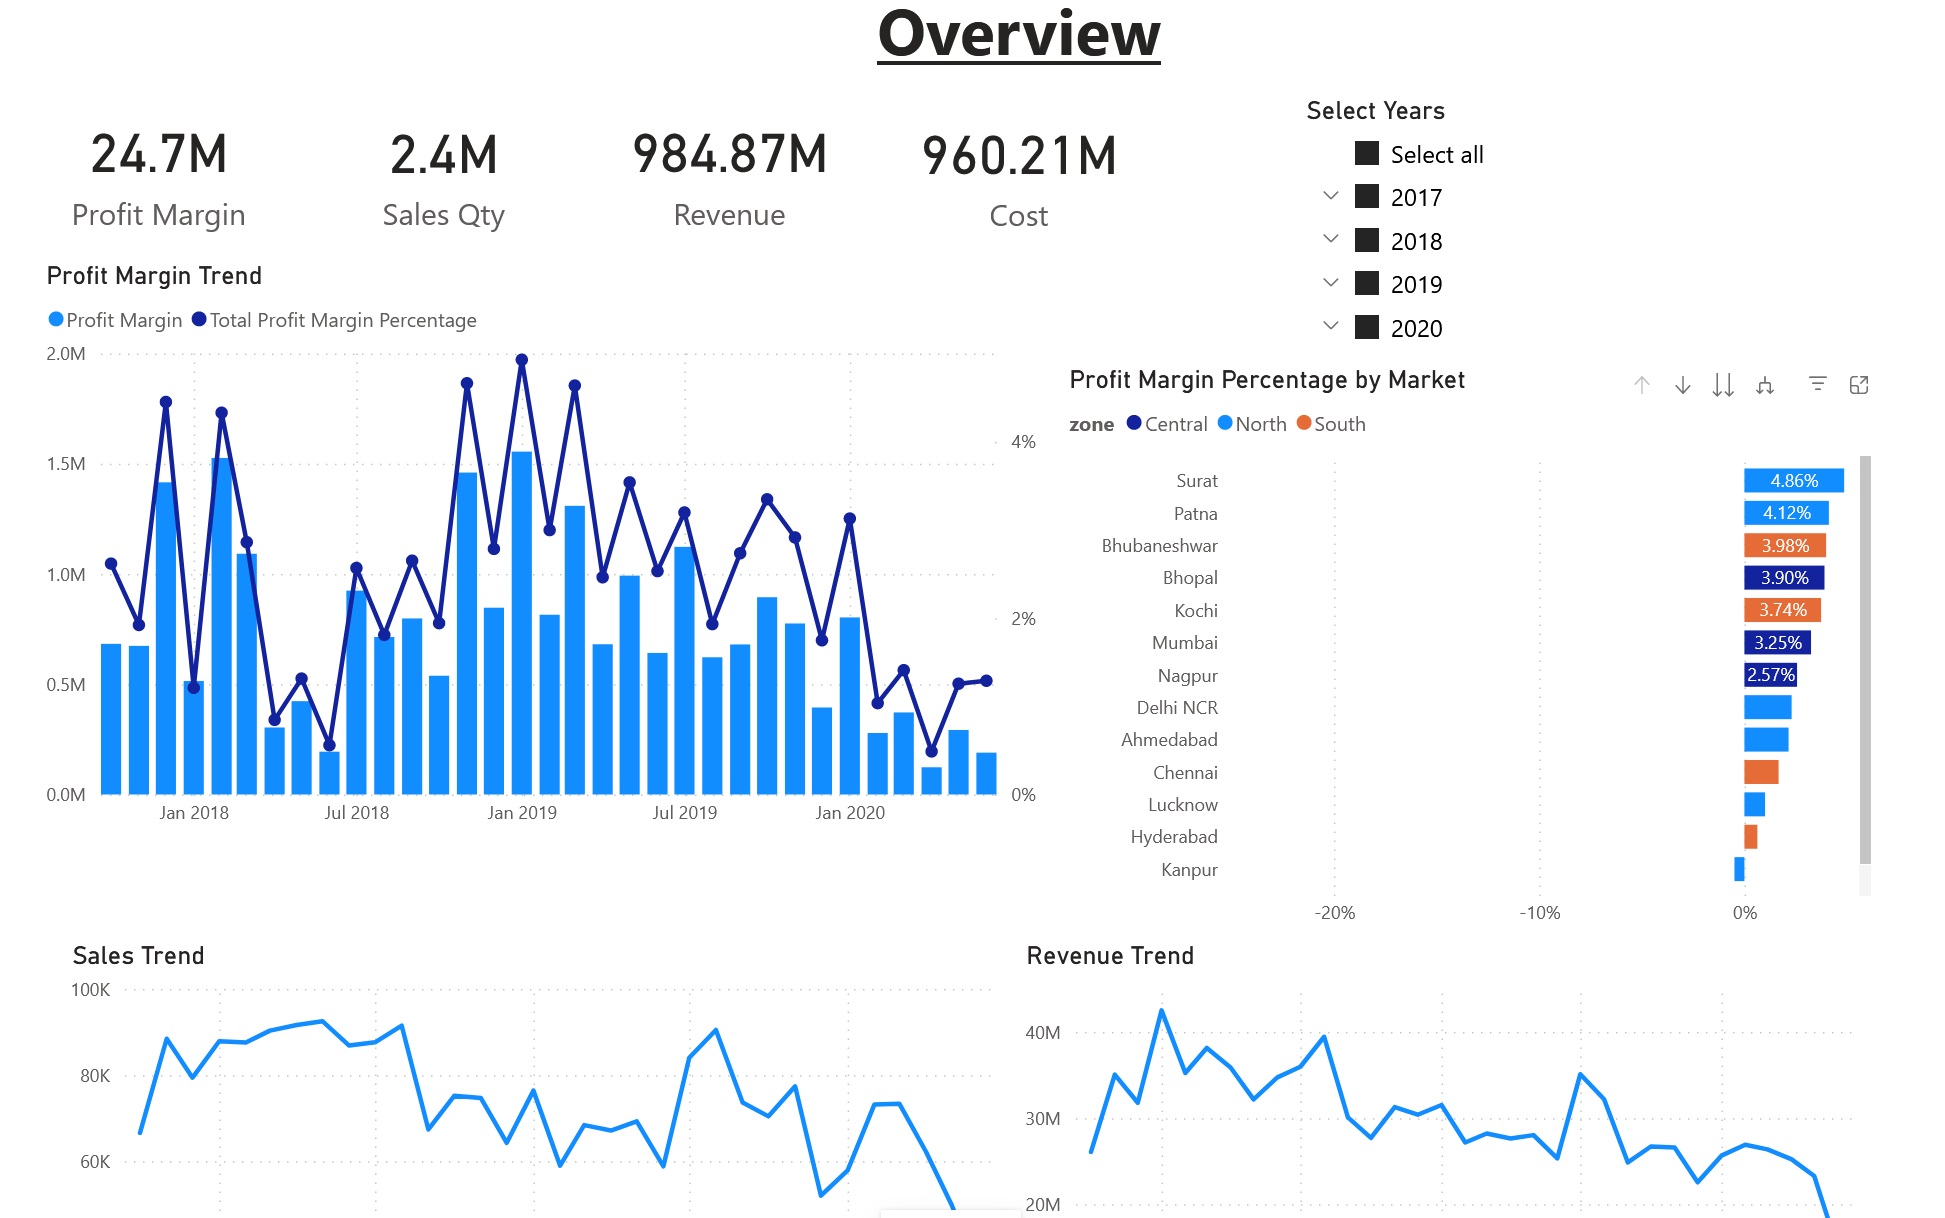 Overview
24.7M
Profit Margin
2.4M
Sales Qty
984.87M
Revenue
960.21M
Cost
Select Years
Select all
2017
2018
2019
2020
Profit Margin Trend
Profit Margin Total Profit Margin Percentage
2.0M
1.5M
1.0M
0.5M
0.0M
4%
2%
0%
Jan 2018 Jul 2018 Jan 2019 Jul 2019 Jan 2020
Profit Margin Percentage by Market
zone Central North South
Surat 4.86%
Patna 4.12%
Bhubaneshwar 3.98%
Bhopal 3.90%
Kochi 3.74%
Mumbai 3.25%
Nagpur 2.57%
Delhi NCR
Ahmedabad
Chennai
Lucknow
Hyderabad
Kanpur
-20% -10% 0%
Sales Trend
100K
80K
60K
Revenue Trend
40M
30M
20M